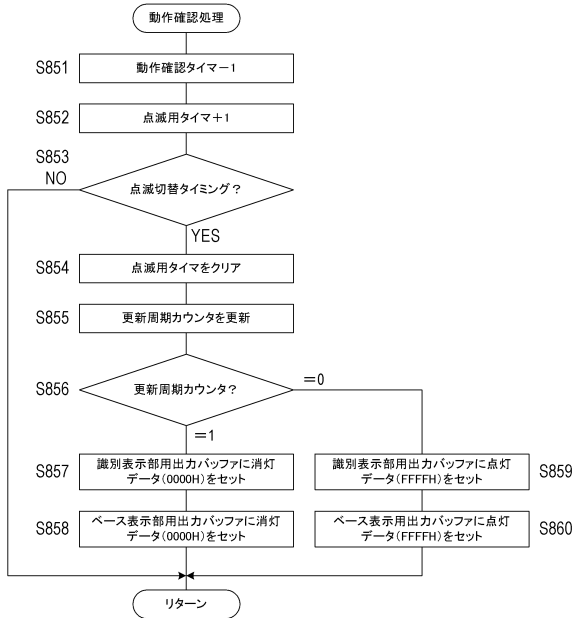 動作確認処理
S851
動作確認タイマ－1
S852
点滅用タイマ＋1
S853
NO
点滅切替タイミング？
YES
S854
点滅用タイマをクリア
S855
更新周期カウンタを更新
S856
更新周期カウンタ？
＝0
＝1
S857
識別表示部用出力バッファに消灯
データ(0000H)をセット
識別表示部用出力バッファに点灯
データ(FFFFH)をセット
S859
S858
ベース表示部用出力バッファに消灯
データ(0000H)をセット
ベース表示用出力バッファに点灯
データ(FFFFH)をセット
S860
リターン